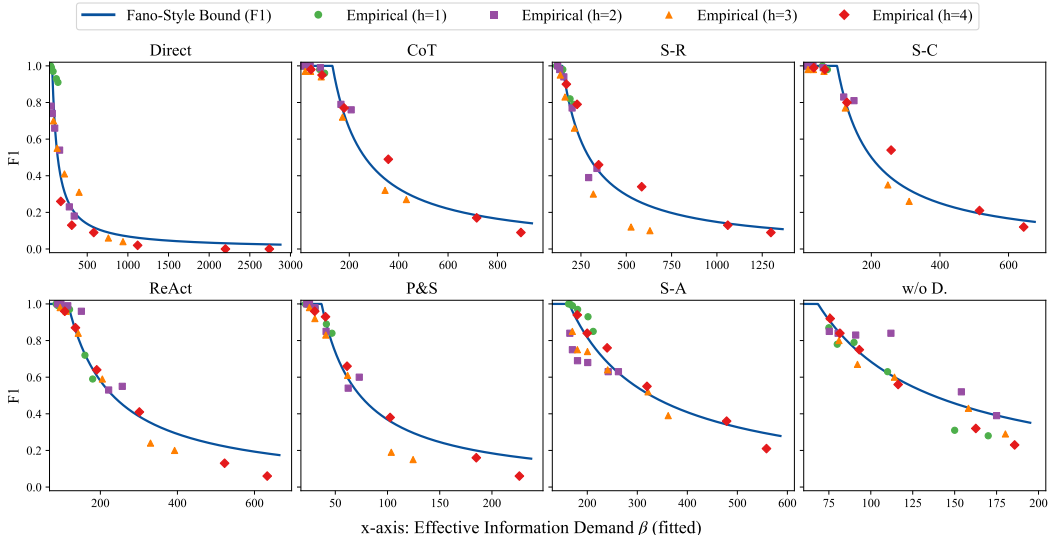 Fano-Style Bound (F1) Empirical (h=1) Empirical (h=2) Empirical (h=3) Empirical (h=4)
Direct CoT S-R S-C
F1
1.0
0.8
0.6
0.4
0.2
0.0
500 1000 1500 2000 2500 3000
200 400 600 800
250 500 750 1000 1250
200 400 600
ReAct P&S S-A w/o D.
F1
1.0
0.8
0.6
0.4
0.2
0.0
200 400 600
50 100 150 200
200 300 400 500 600
75 100 125 150 175 200
x-axis: Effective Information Demand β (fitted)